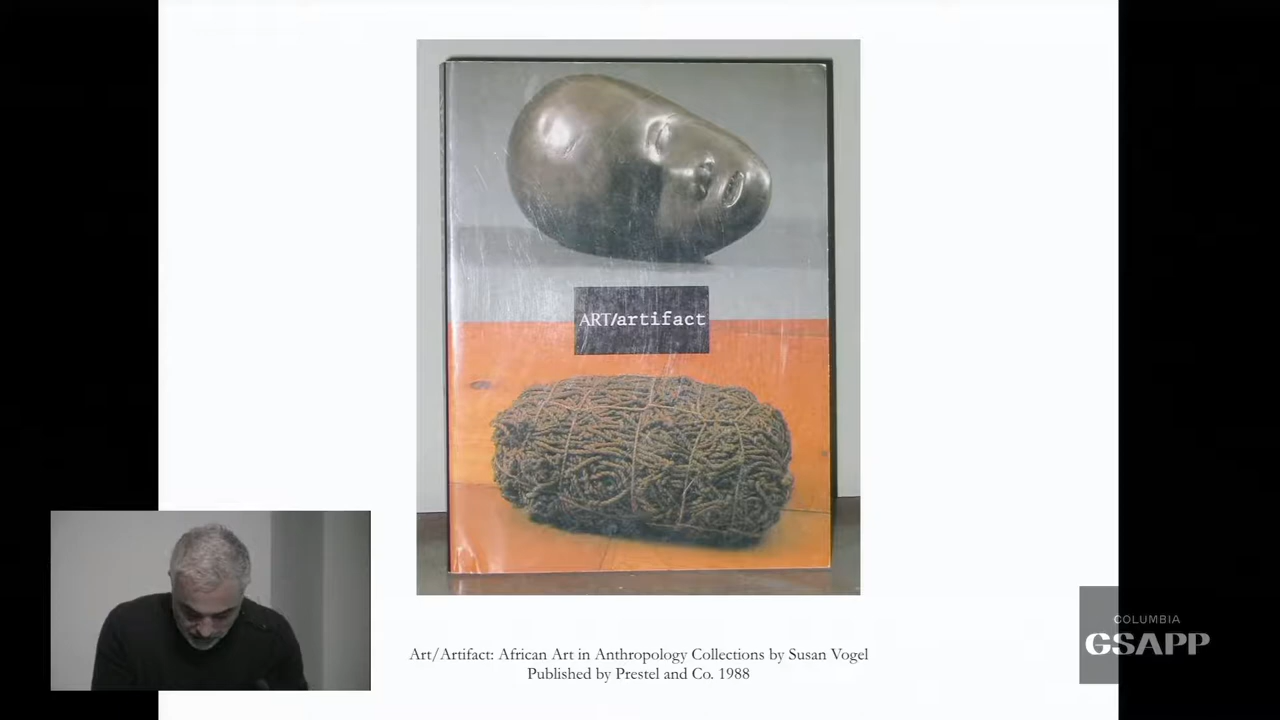 ART/artifact
Art/Artifact: African Art in Anthropology Collections by Susan Vogel
Published by Prestel and Co. 1988
COLUMBIA
GSAPP